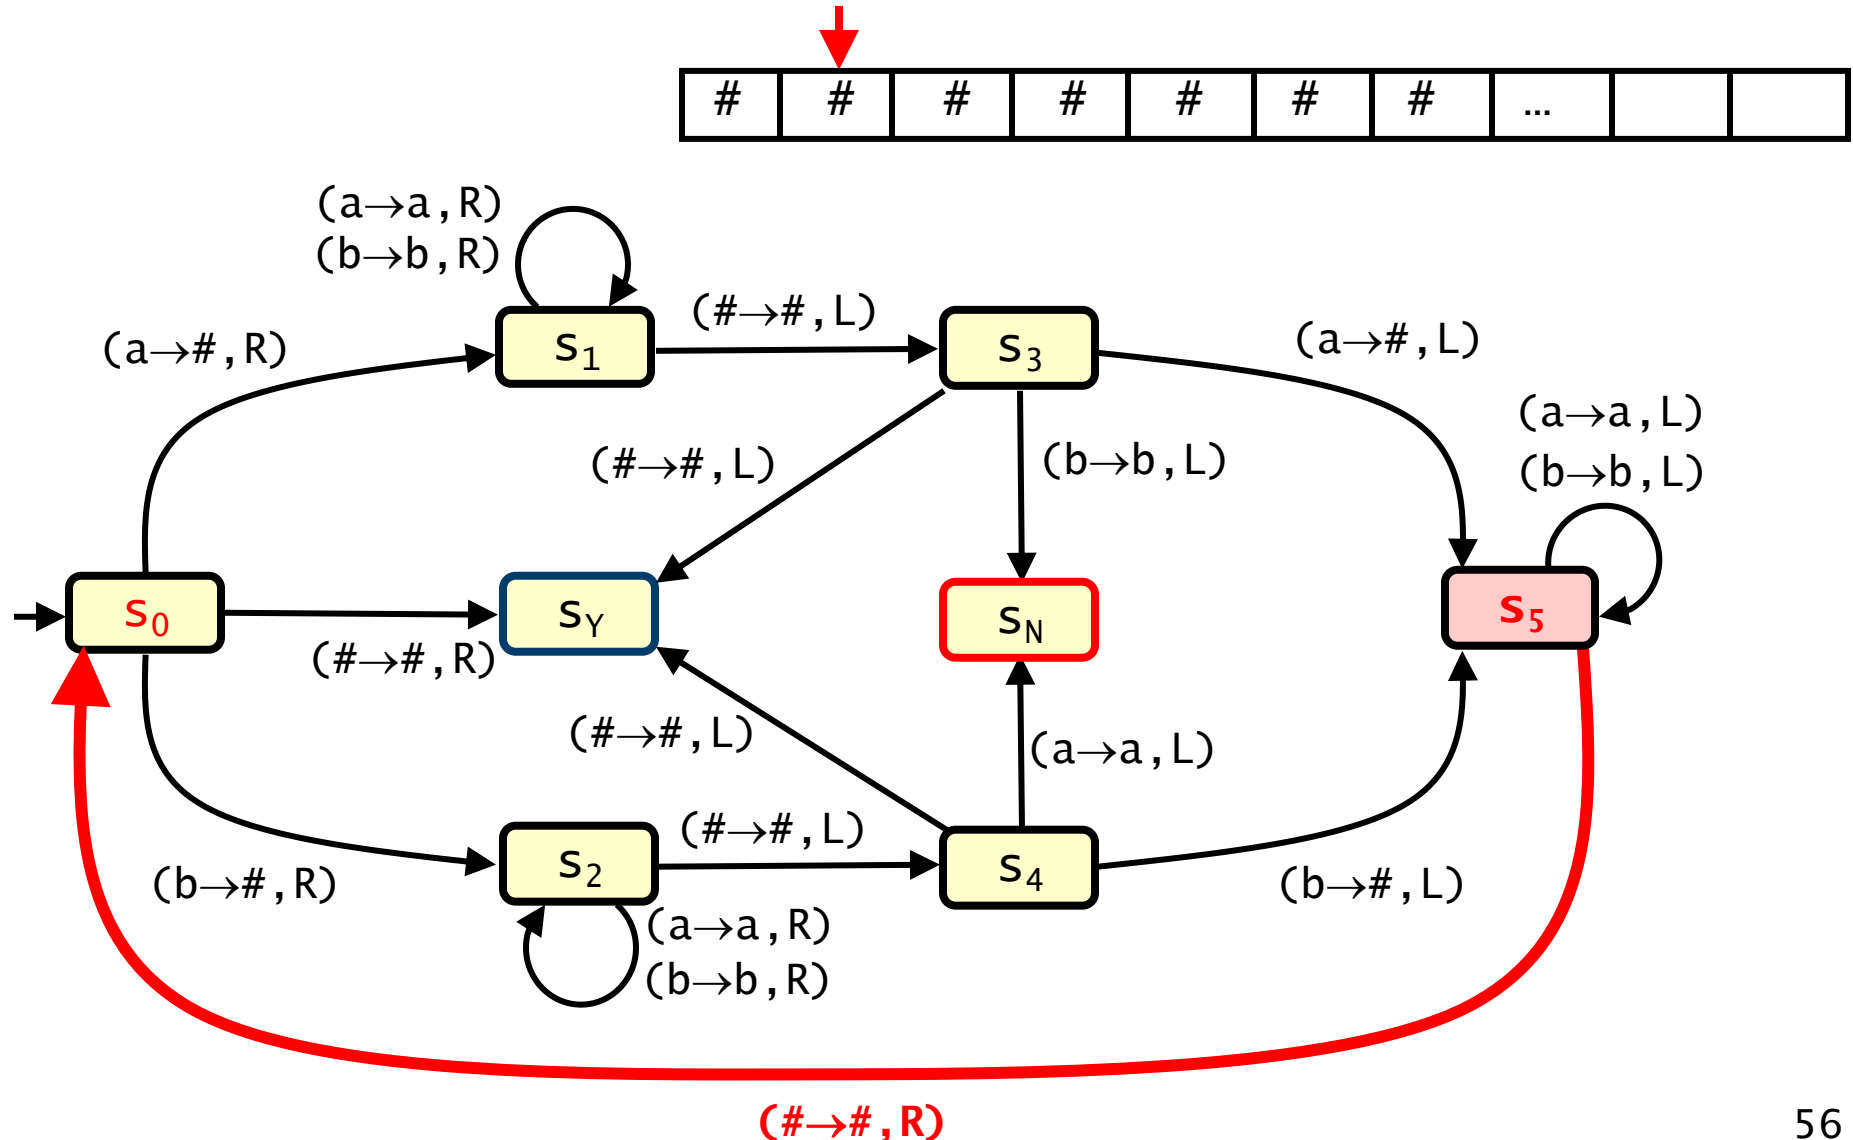 # # # # # # # ...
(a→a,R)
(b→b,R)
(#→#,L)
(a→#,R)
s1
s3
(a→#,L)
(a→a,L)
(b→b,L)
(#→#,L)
(b→b,L)
s0
sY
sN
s5
(#→#,R)
(#→#,L)
(a→a,L)
(#→#,L)
(b→#,R)
s2
s4
(b→#,L)
(a→a,R)
(b→b,R)
(#→#,R)
56